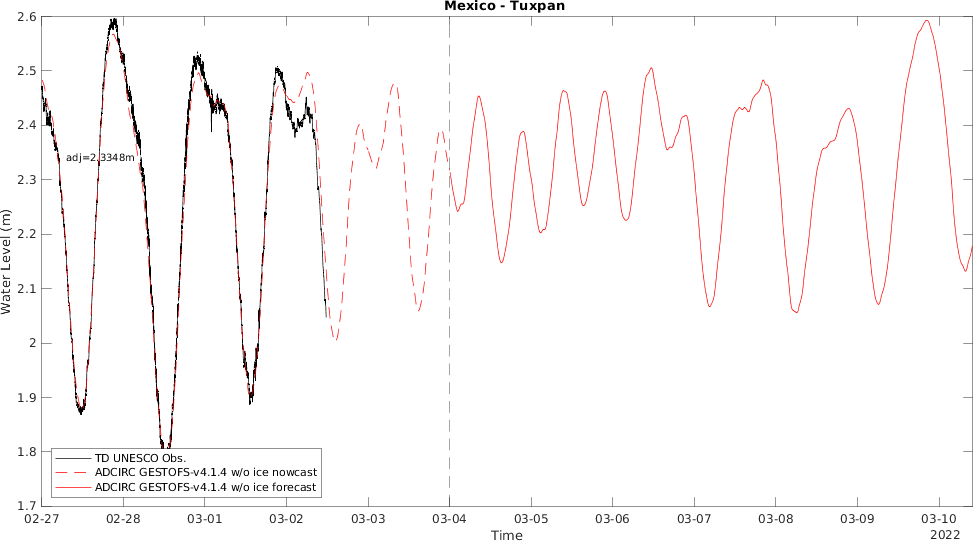 Mexico - Tuxpan
2.6
2.5
2.4
2.3
2.2
2.1
2
1.9
1.8
1.7
Water Level (m)
adj=2.3348m
TD UNESCO Obs.
ADCIRC GESTOFS-v4.1.4 w/o ice nowcast
ADCIRC GESTOFS-v4.1.4 w/o ice forecast
02-27 02-28 03-01 03-02 03-03 03-04 03-05 03-06 03-07 03-08 03-09 03-10
Time
2022